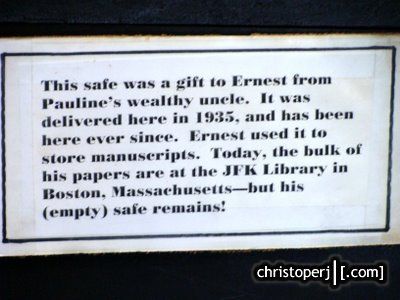 This safe was a gift to Ernest from
Pauline's wealthy uncle. It was
delivered here in 1935, and has been
here ever since. Ernest used it to
store manuscripts. Today, the bulk of
his papers are at the JFK Library in
Boston, Massachusetts—but his
(empty) safe remains!
christoperj||[.com]